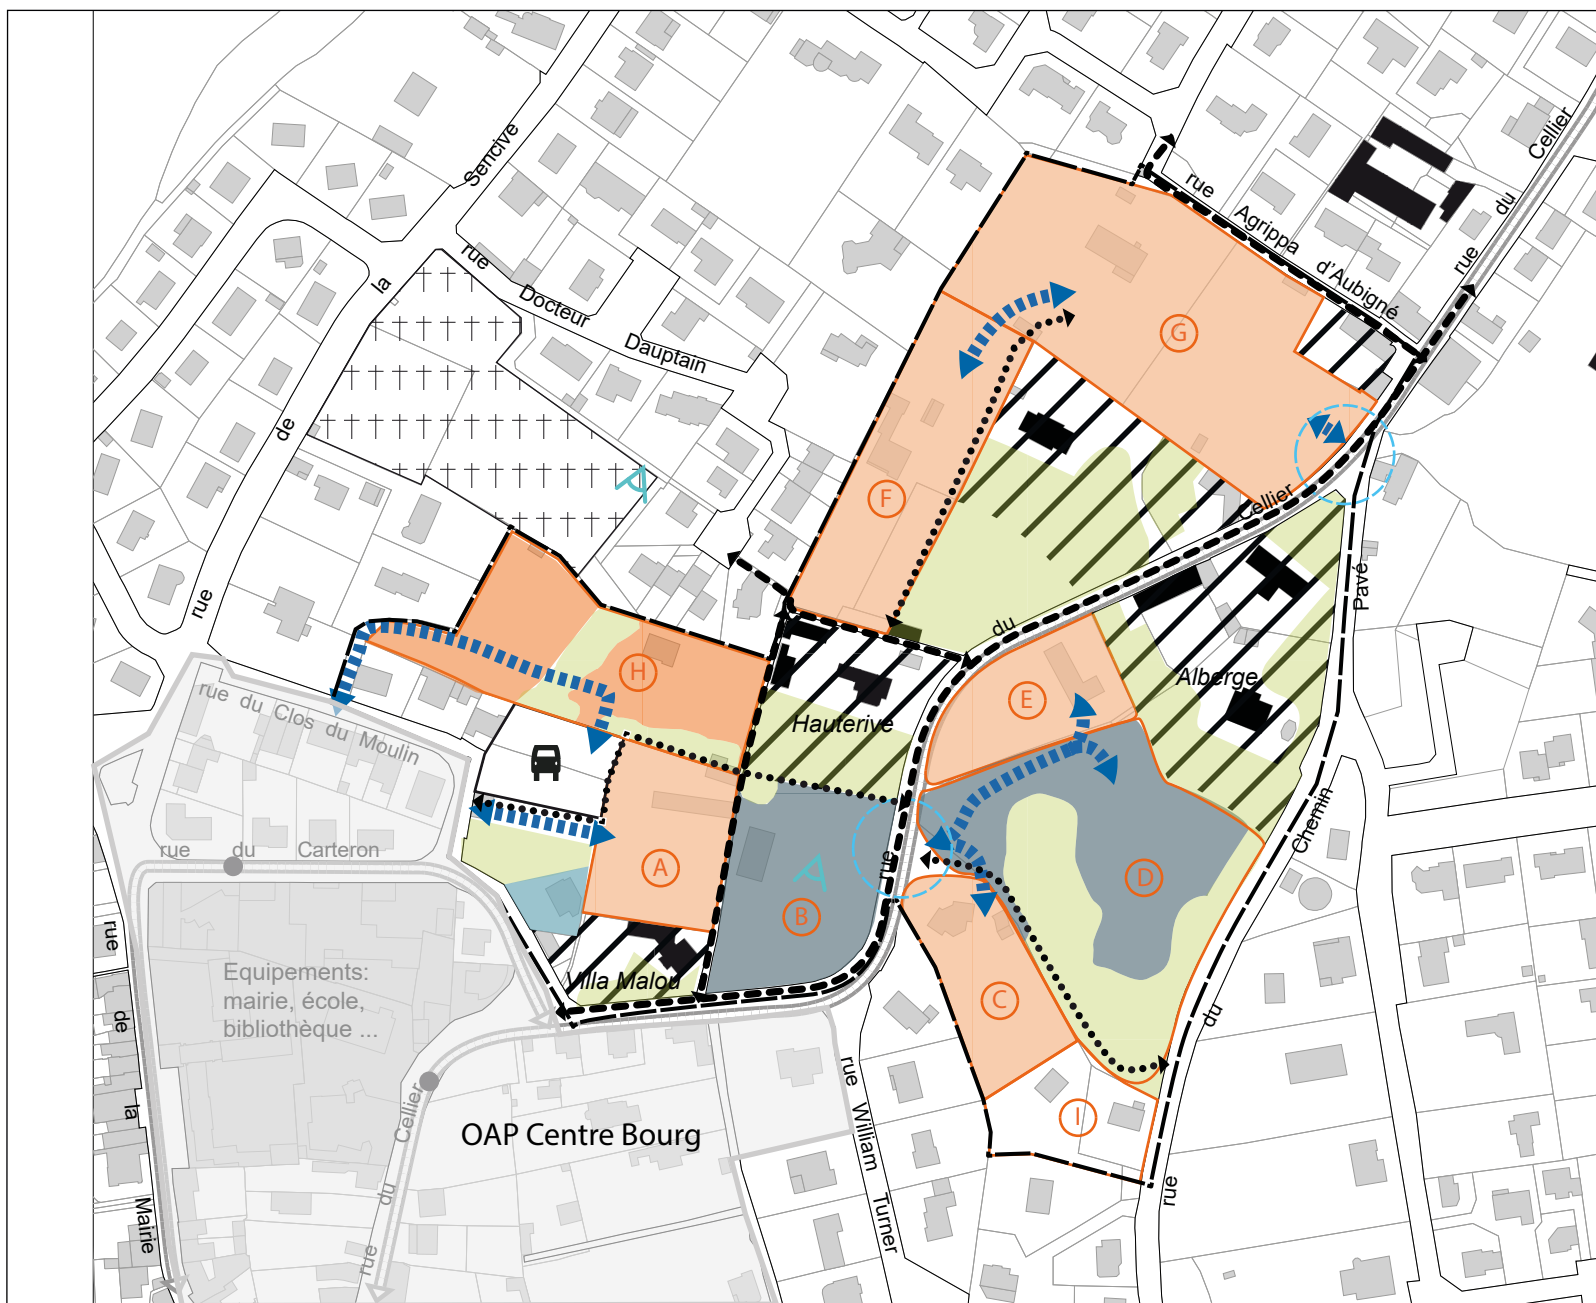 Sencive
la
de
rue
rue
Docteur
Dauptain
rue
Agrippa
d'Aubigné
rue
du
Cellier
G
F
Cellier
du
Pavé
Alberge
E
H
Hauterive
rue du Clos du Moulin
rue du Carteron
A
B
rue
D
Chemin
du
rue
Villa Malou
C
I
Equipements:
mairie, école,
bibliothèque ...
rue
de
la
Mairie
Cellier
du
rue
OAP Centre Bourg
rue
William
Turner